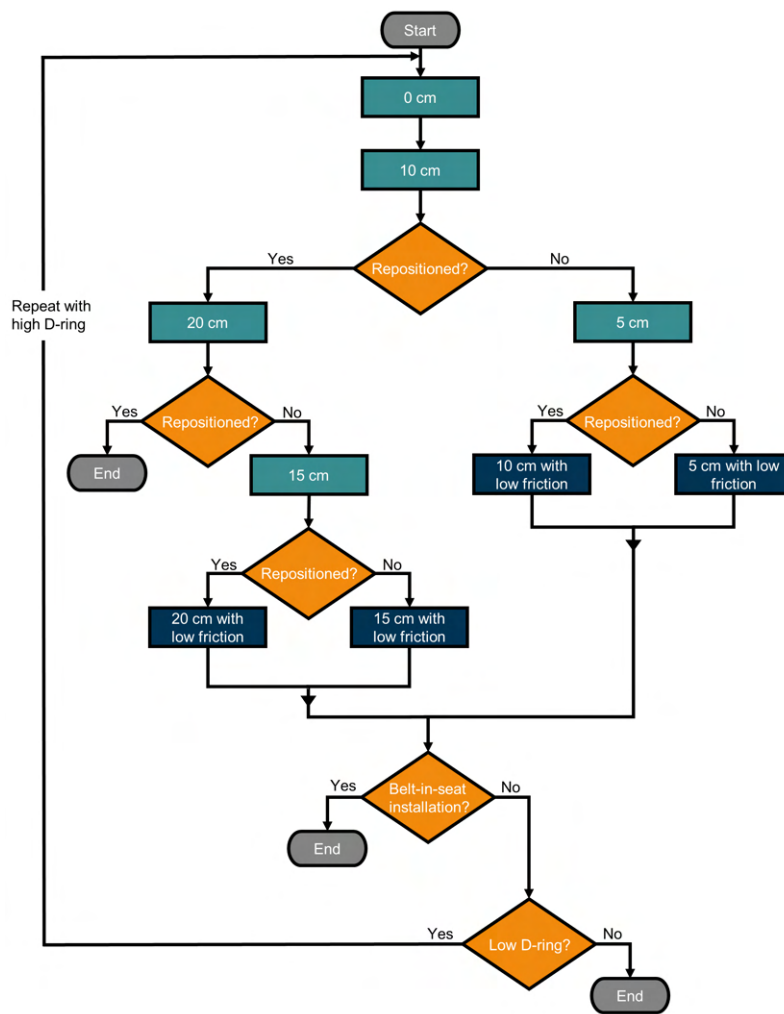 Start
0 cm
10 cm
Yes
Repositioned?
No
Repeat with
high D-ring
20 cm
5 cm
Yes
Repositioned?
No
Yes
Repositioned?
No
End
15 cm
10 cm with
low friction
5 cm with low
friction
Yes
Repositioned?
No
20 cm with
low friction
15 cm with
low friction
Yes
Belt-in-seat
installation?
No
End
Yes
Low D-ring?
No
End